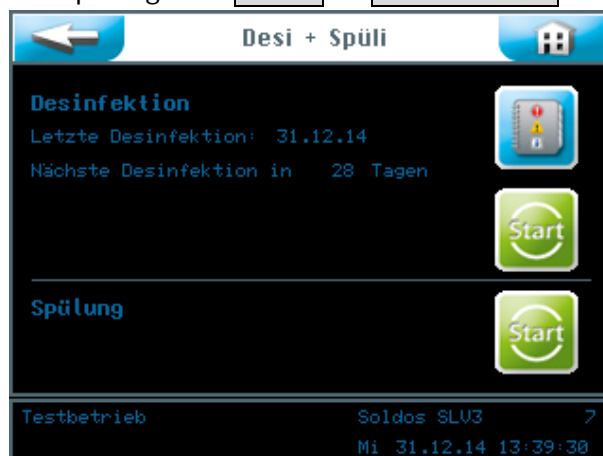 Desi + Spüli
Desinfektion
Letzte Desinfektion: 31.12.14
Nächste Desinfektion in 28 Tagen
Start
Spülung
Start
Testbetrieb Soldos SLV3 7
Mi 31.12.14 13:39:30